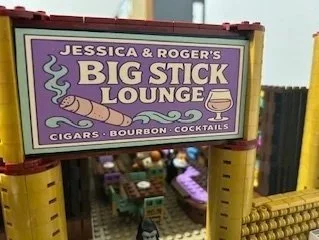 JESSICA & ROGER'S
BIG STICK
LOUNGE
CIGARS · BOURBON · COCKTAILS